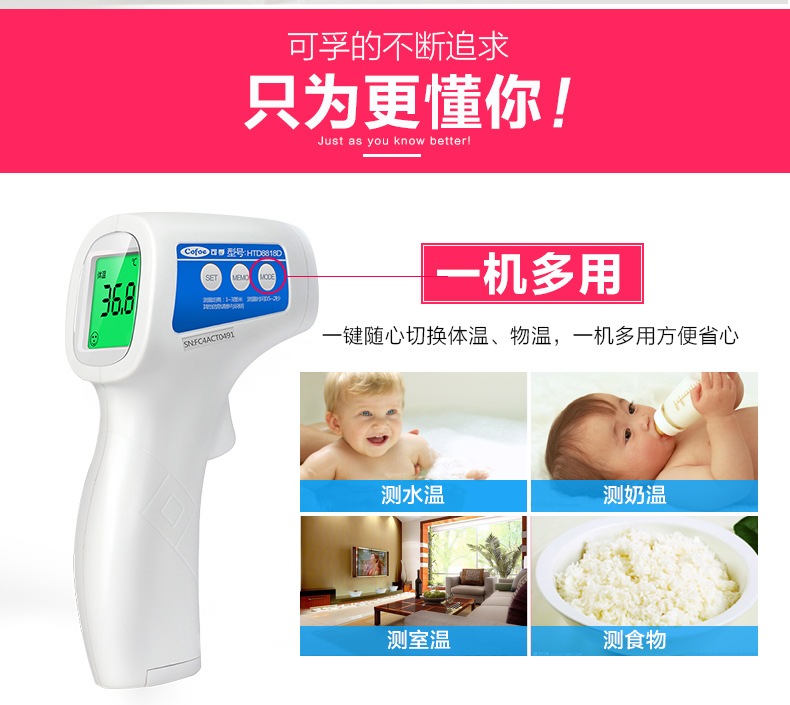 可孚的不断追求
只为更懂你！
Just as you know better!
Cofoe 可孚 型号:HTD8818D
SET MEMO MODE
℃
体温
36.8
SN:FC4ACT0491
一机多用
一键随心切换体温、物温，一机多用方便省心
测水温
测奶温
测室温
测食物